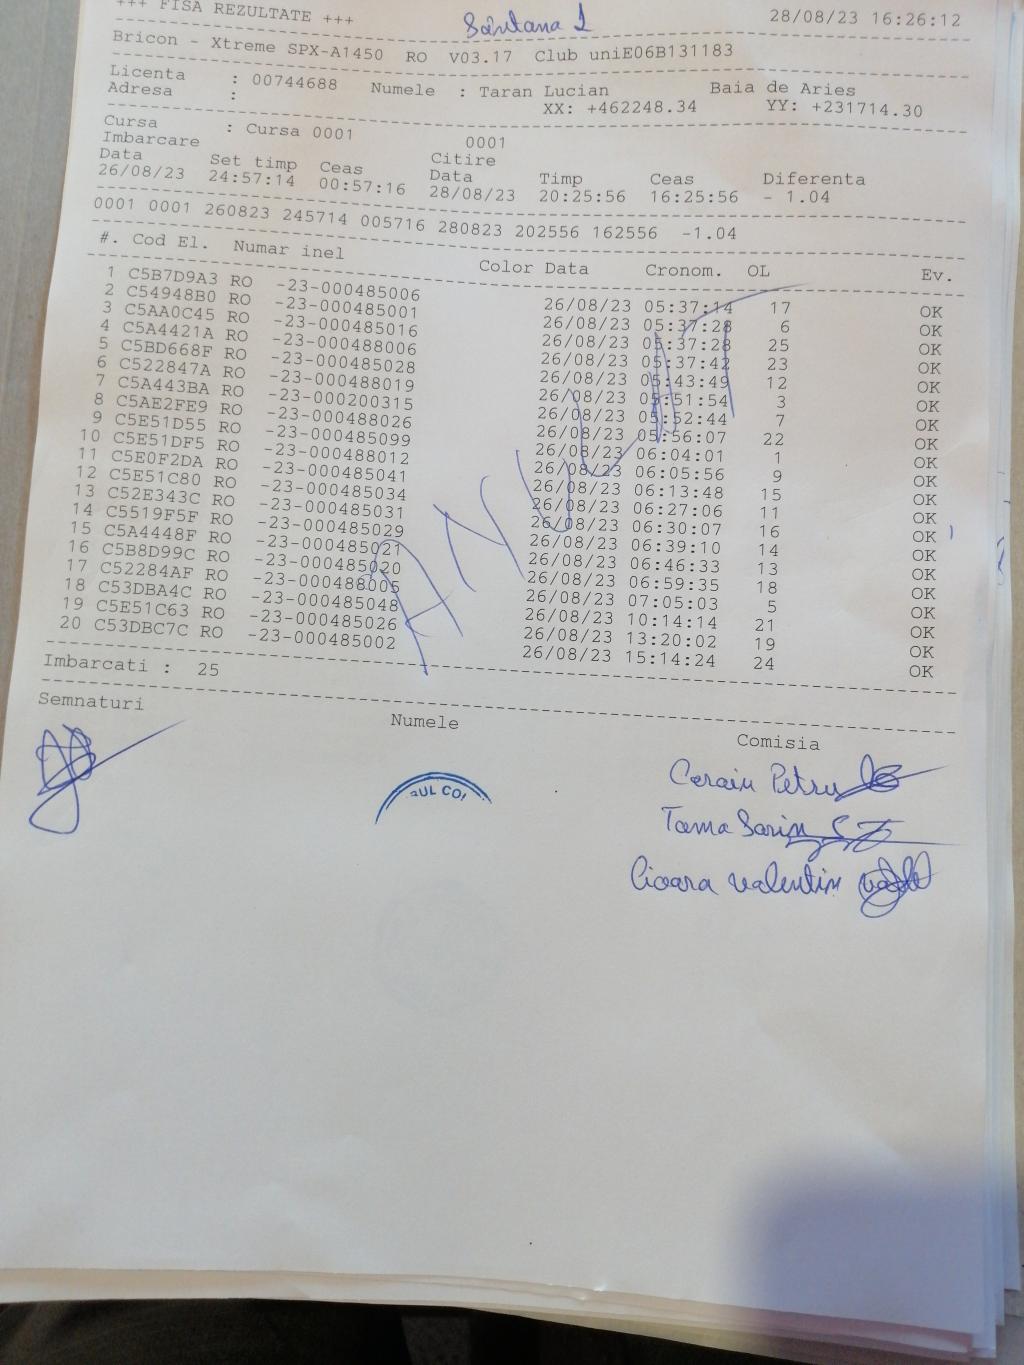 +++ FISA REZULTATE +++ Sântana 1 28/08/23 16:26:12
Bricon - Xtreme SPX-A1450 RO V03.17 Club uniE06B131183
Licenta : 00744688 Numele : Taran Lucian Baia de Aries
Adresa : XX: +462248.34 YY: +231714.30
Cursa : Cursa 0001 0001
Imbarcare Citire
Data Set timp Ceas Data Timp Ceas Diferenta
26/08/23 24:57:14 00:57:16 28/08/23 20:25:56 16:25:56 - 1.04
0001 0001 260823 245714 005716 280823 202556 162556 -1.04
#. Cod El. Numar inel Color Data Cronom. OL Ev.
1 C5B7D9A3 RO -23-000485006 26/08/23 05:37:14 17 OK
2 C54948B0 RO -23-000485001 26/08/23 05:37:28 6 OK
3 C5AA0C45 RO -23-000485016 26/08/23 05:37:28 25 OK
4 C5A4421A RO -23-000488006 26/08/23 05:37:42 23 OK
5 C5BD668F RO -23-000485028 26/08/23 05:43:49 12 OK
6 C522847A RO -23-000488019 26/08/23 05:51:54 3 OK
7 C5A443BA RO -23-000200315 26/08/23 05:52:44 7 OK
8 C5AE2FE9 RO -23-000488026 26/08/23 05:56:07 22 OK
9 C5E51D55 RO -23-000485099 26/08/23 06:04:01 1 OK
10 C5E51DF5 RO -23-000488012 26/08/23 06:05:56 9 OK
11 C5E0F2DA RO -23-000485041 26/08/23 06:13:48 15 OK
12 C5E51C80 RO -23-000485034 26/08/23 06:27:06 11 OK
13 C52E343C RO -23-000485031 26/08/23 06:30:07 16 OK
14 C5519F5F RO -23-000485029 26/08/23 06:39:10 14 OK
15 C5A4448F RO -23-000485021 26/08/23 06:46:33 13 OK
16 C5B8D99C RO -23-000485020 26/08/23 06:59:35 18 OK
17 C52284AF RO -23-000488005 26/08/23 07:05:03 5 OK
18 C53DBA4C RO -23-000485048 26/08/23 10:14:14 21 OK
19 C5E51C63 RO -23-000485026 26/08/23 13:20:02 19 OK
20 C53DBC7C RO -23-000485002 26/08/23 15:14:24 24 OK
ANULAT
Imbarcati : 25
Semnaturi Numele Comisia
Petru
Toma Sorin
Cioara Valentin